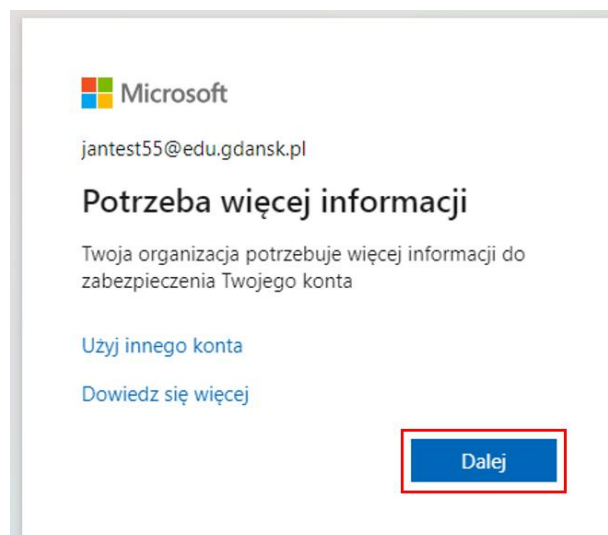 Microsoft
jantest55@edu.gdansk.pl
Potrzeba więcej informacji
Twoja organizacja potrzebuje więcej informacji do
zabezpieczenia Twojego konta
Użyj innego konta
Dowiedz się więcej
Dalej